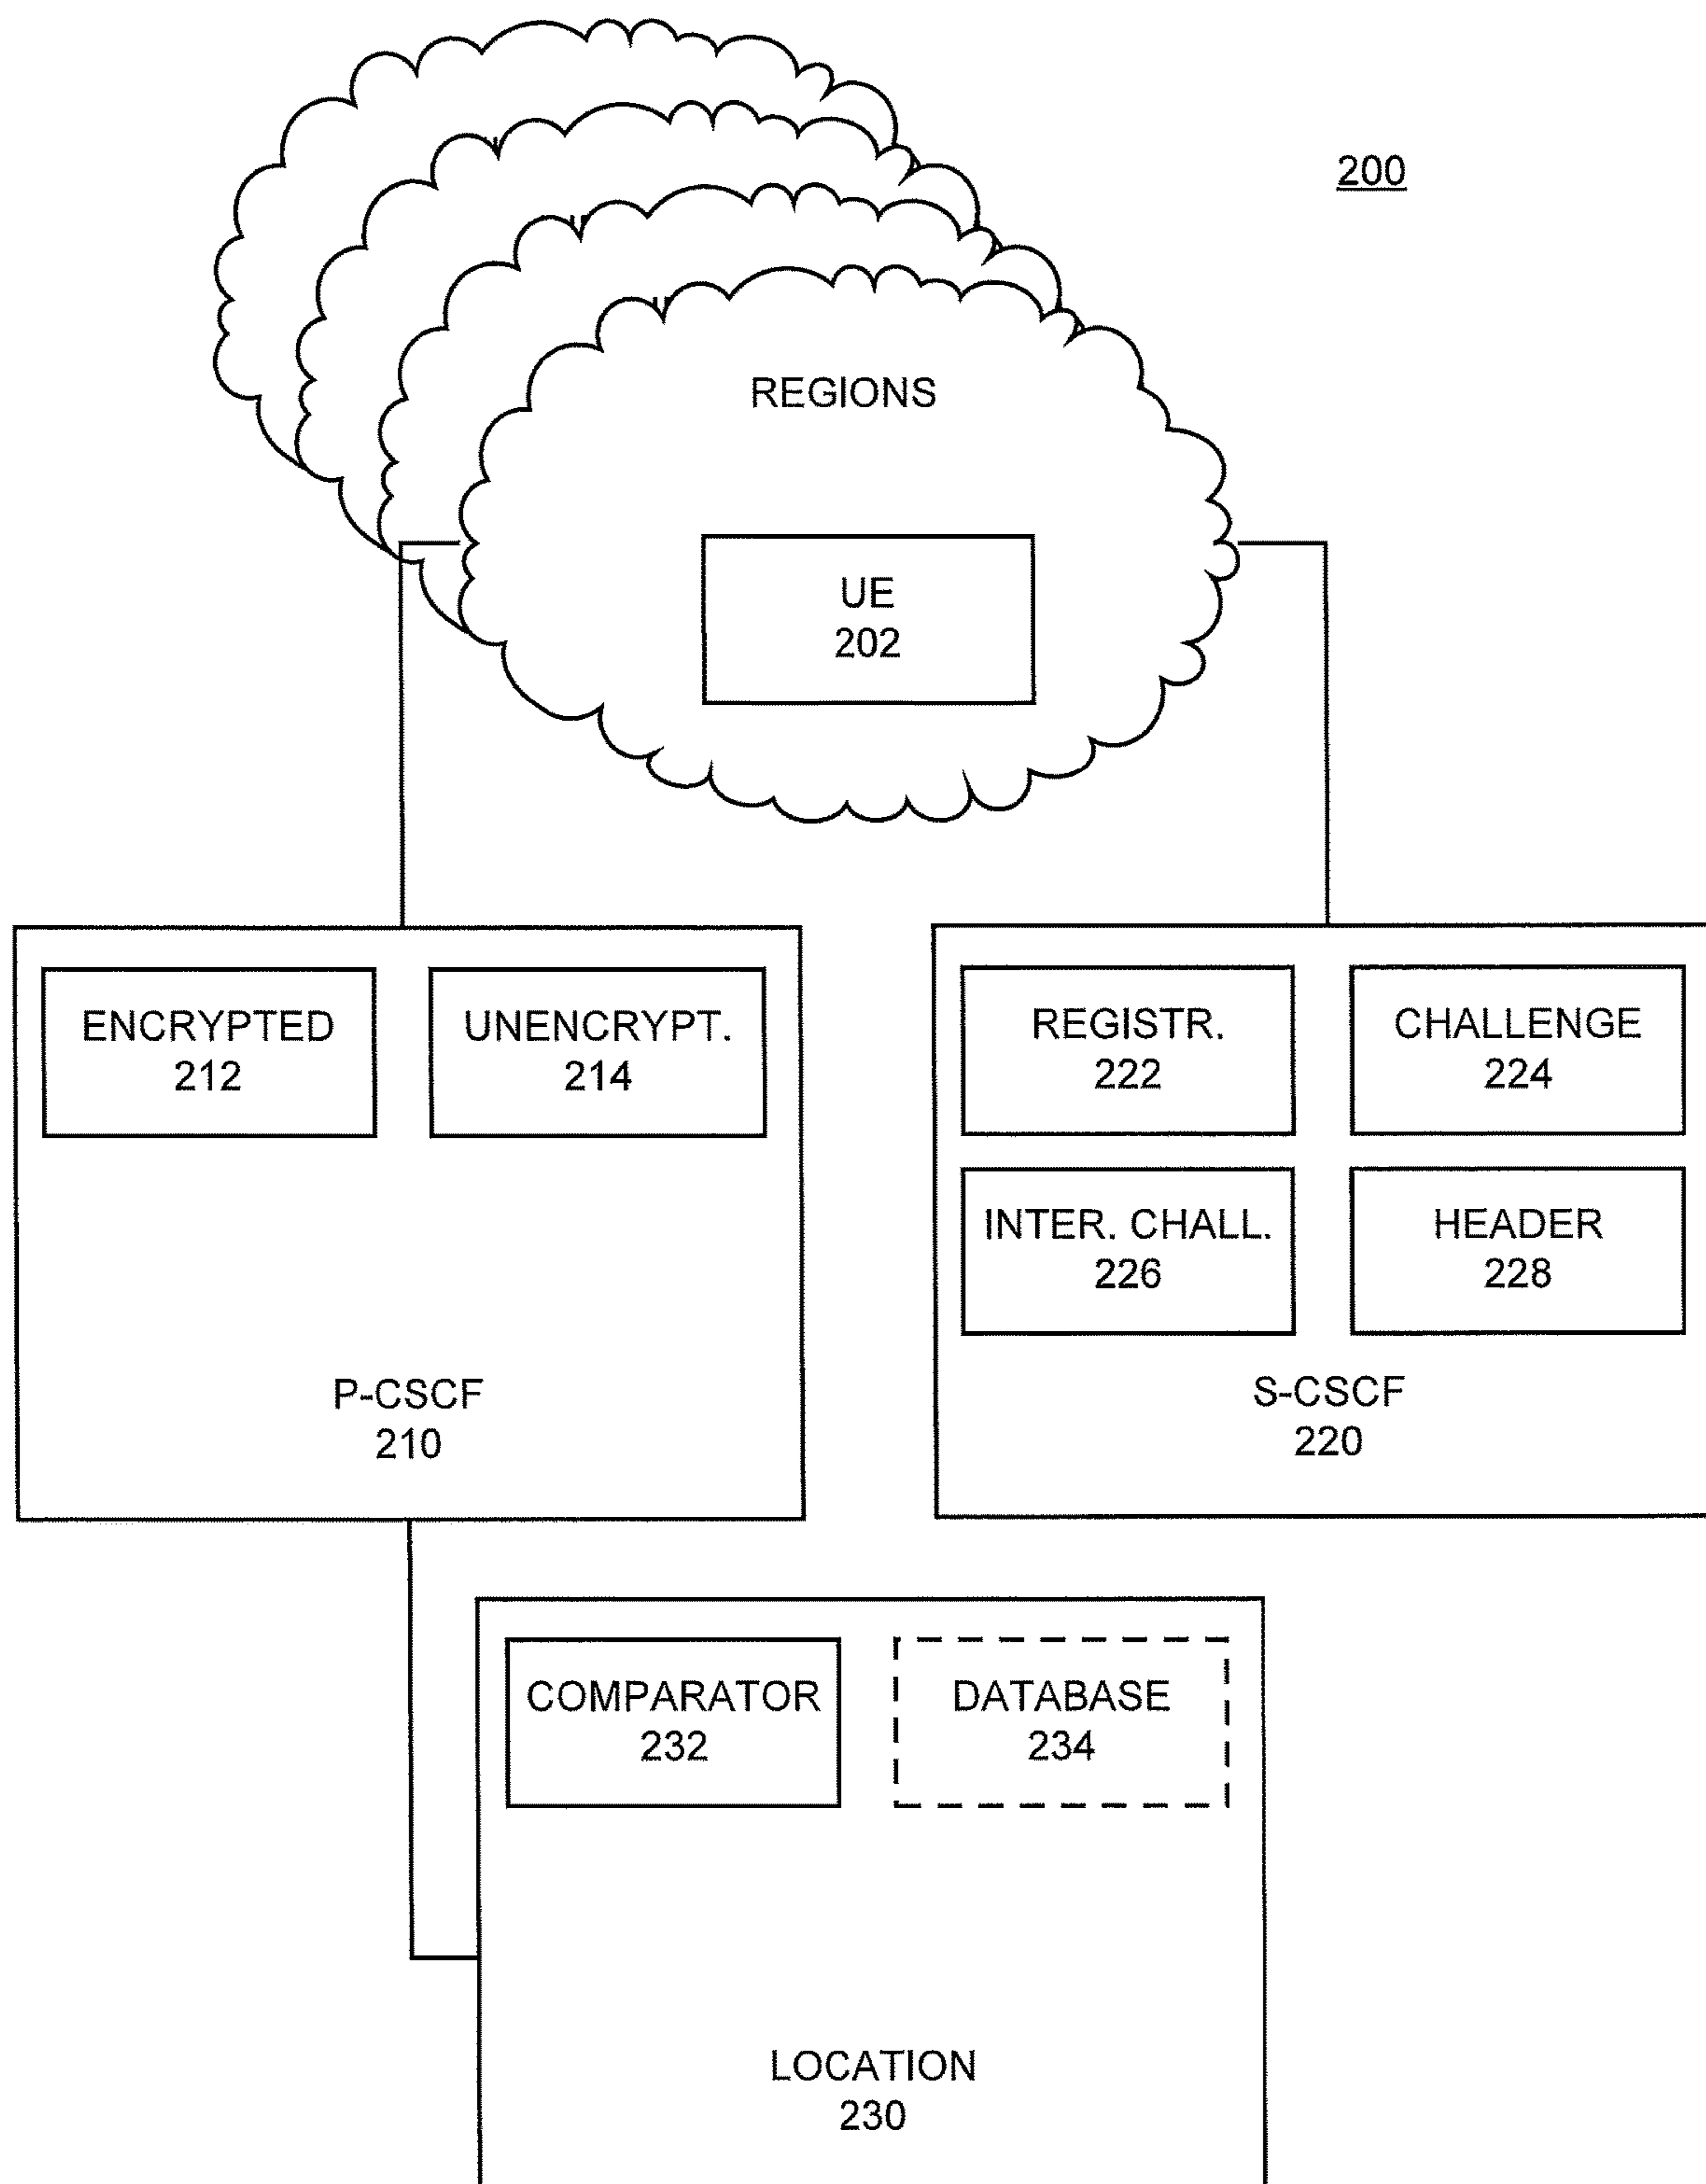 200
REGIONS
UE
202
ENCRYPTED
212
UNENCRYPT.
214
REGISTR.
222
CHALLENGE
224
INTER. CHALL.
226
HEADER
228
P-CSCF
210
S-CSCF
220
COMPARATOR
232
DATABASE
234
LOCATION
230